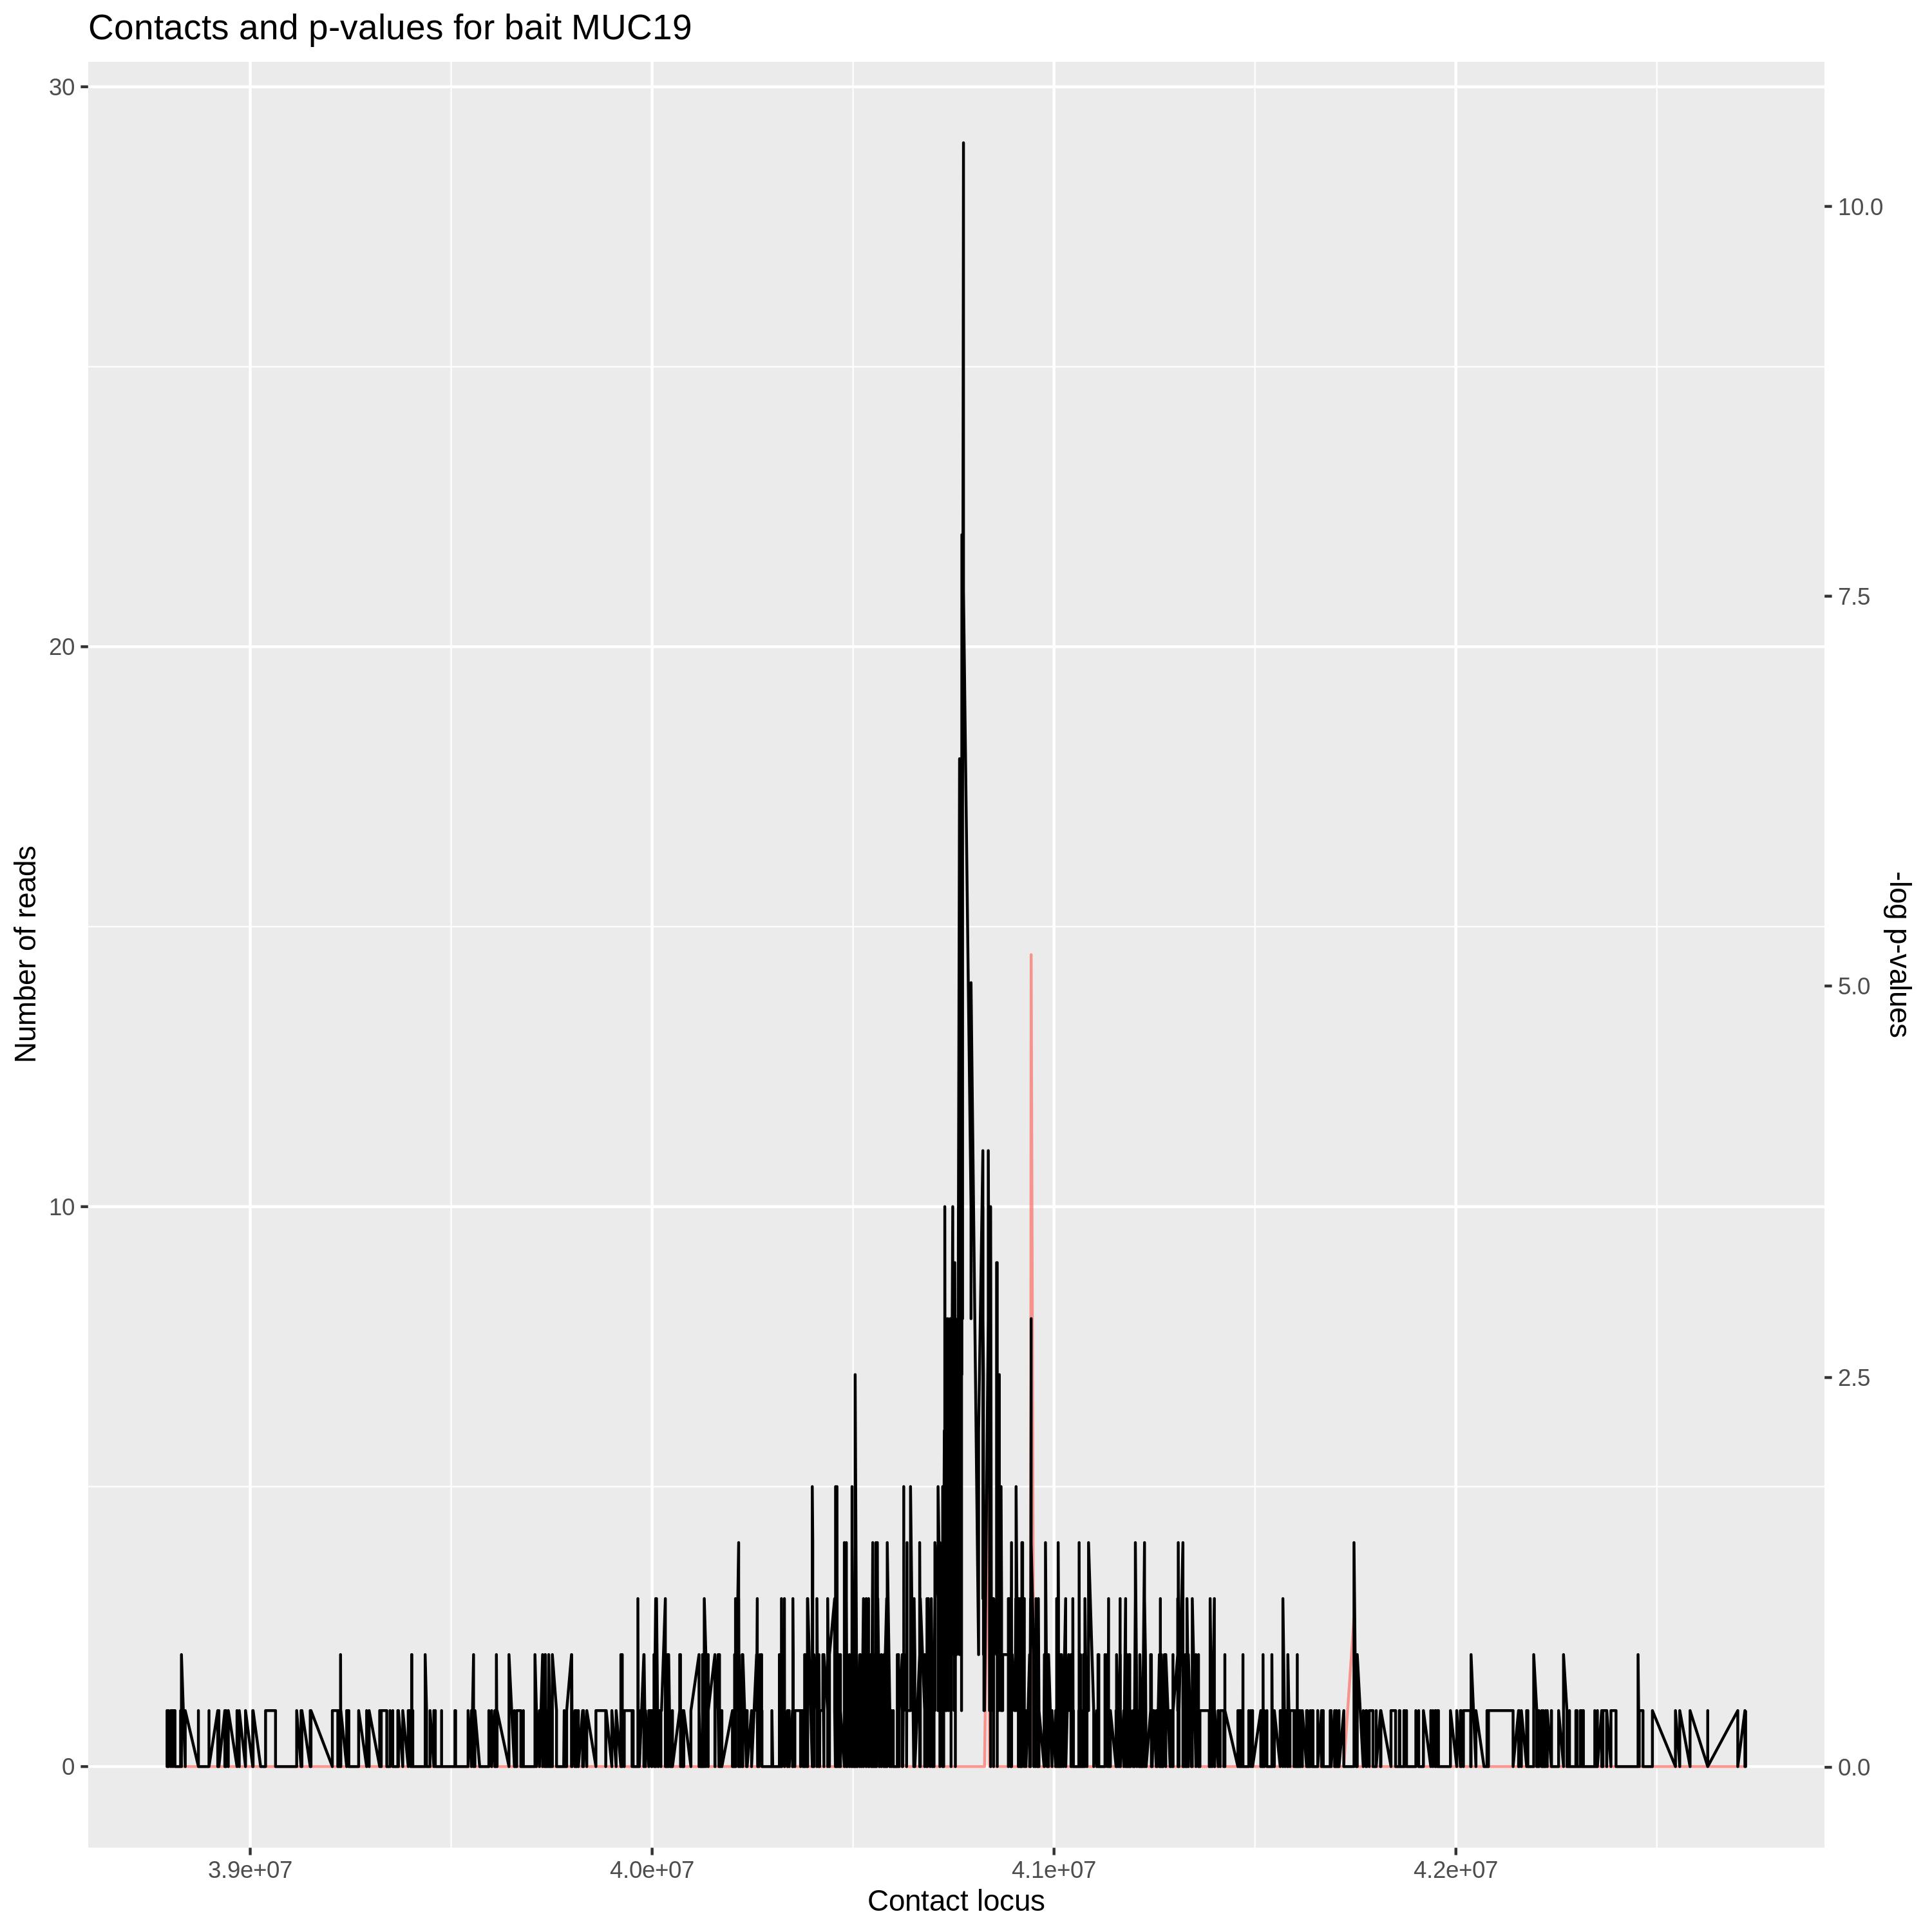 Contacts and p-values for bait MUC19
30
20
10
0
Number of reads
10.0
7.5
5.0
2.5
0.0
-log p-values
3.9e+07 4.0e+07 4.1e+07 4.2e+07
Contact locus